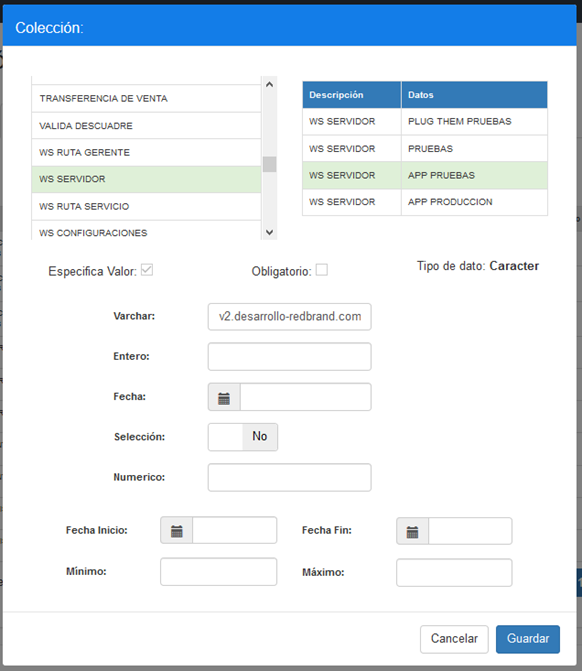 Colección:
TRANSFERENCIA DE VENTA
VALIDA DESCUADRE
WS RUTA GERENTE
WS SERVIDOR
WS RUTA SERVICIO
WS CONFIGURACIONES
Descripción Datos
WS SERVIDOR PLUG THEM PRUEBAS
WS SERVIDOR PRUEBAS
WS SERVIDOR APP PRUEBAS
WS SERVIDOR APP PRODUCCION
Especifica Valor: Obligatorio: Tipo de dato: Caracter
Varchar: v2.desarrollo-redbrand.com
Entero:
Fecha:
Selección: No
Numerico:
Fecha Inicio: Fecha Fin:
Mínimo: Máximo:
Cancelar Guardar